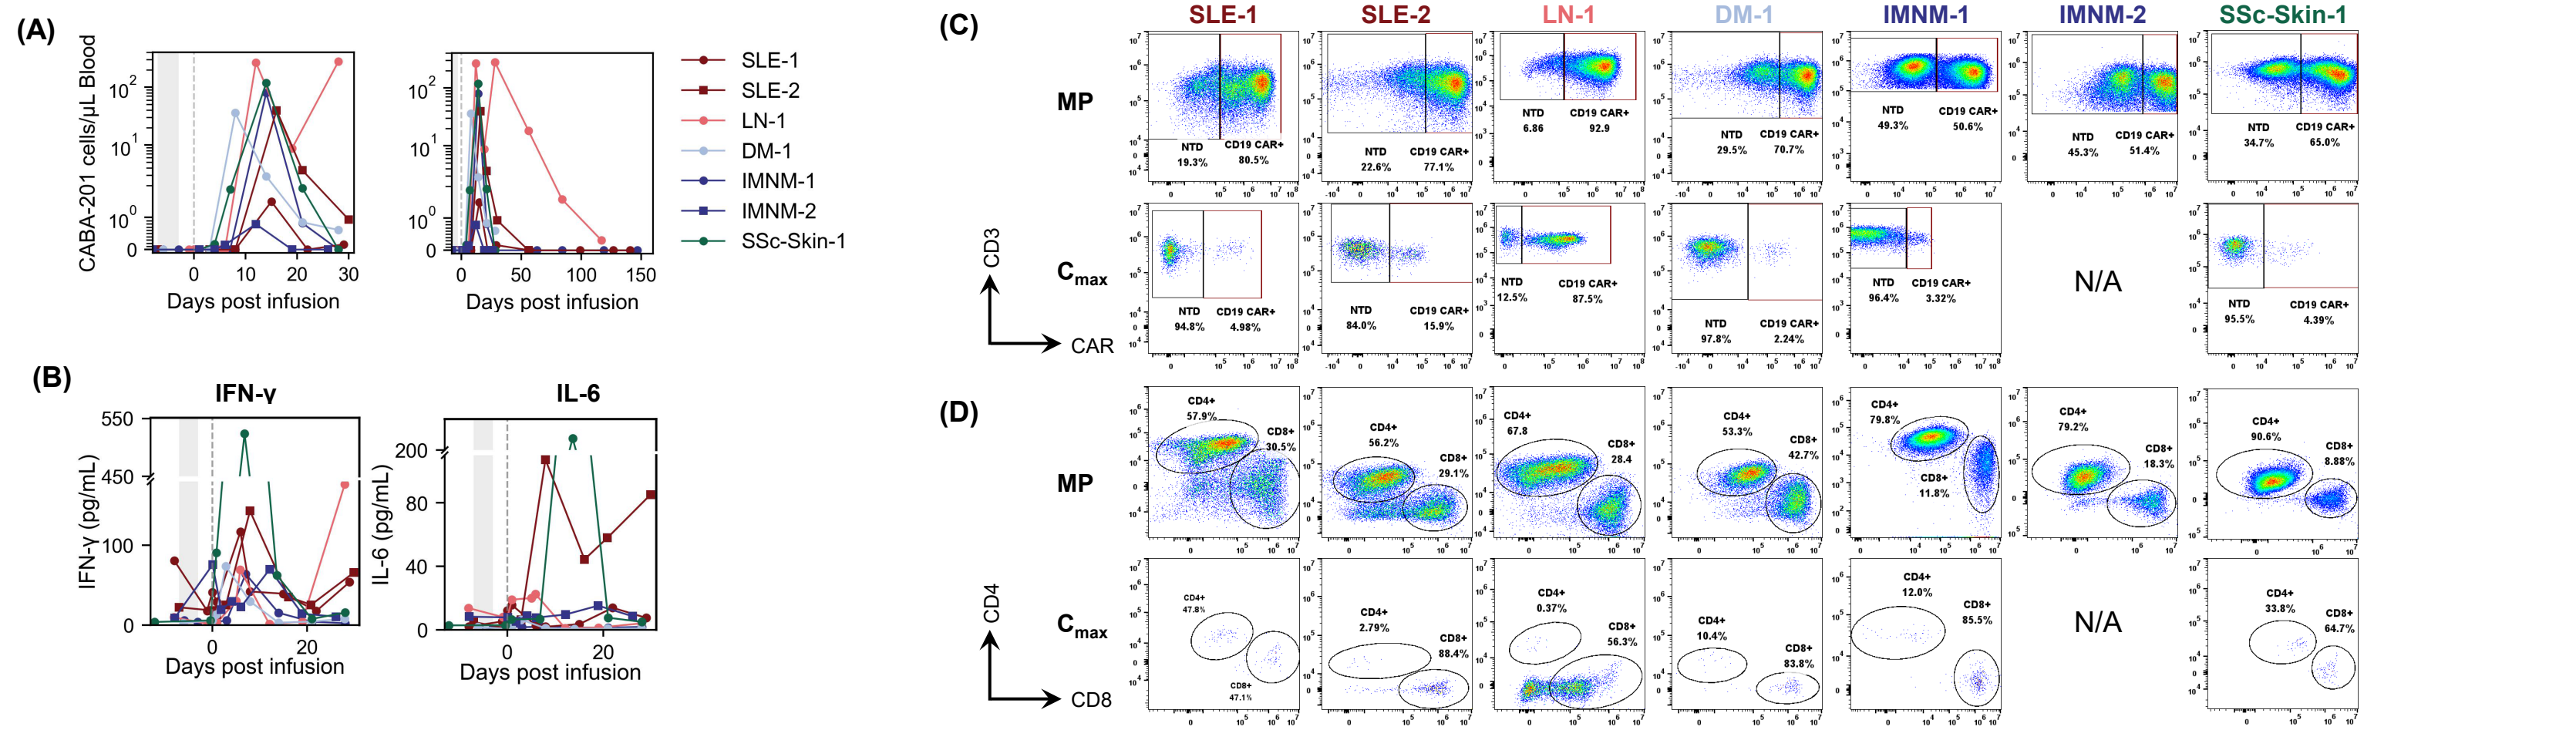 (A)
CABA-201 cells/µL Blood
10²
10¹
10⁰
0
0 10 20 30
Days post infusion
10²
10¹
10⁰
0
0 50 100 150
Days post infusion
SLE-1
SLE-2
LN-1
DM-1
IMNM-1
IMNM-2
SSc-Skin-1
(B)
IFN-γ
IFN-γ (pg/mL)
550
450
100
0
0 20
Days post infusion
IL-6
IL-6 (pg/mL)
200
80
40
0
0 20
Days post infusion
(C)
SLE-1 SLE-2 LN-1 DM-1 IMNM-1 IMNM-2 SSc-Skin-1
MP
NTD 19.3% CD19 CAR+ 80.5%
NTD 22.6% CD19 CAR+ 77.1%
NTD 6.86 CD19 CAR+ 92.9
NTD 29.5% CD19 CAR+ 70.7%
NTD 49.3% CD19 CAR+ 50.6%
NTD 45.3% CD19 CAR+ 51.4%
NTD 34.7% CD19 CAR+ 65.0%
Cmax
NTD 94.8% CD19 CAR+ 4.98%
NTD 84.0% CD19 CAR+ 15.9%
NTD 12.5% CD19 CAR+ 87.5%
NTD 97.8% CD19 CAR+ 2.24%
NTD 96.4% CD19 CAR+ 3.32%
N/A
NTD 95.5% CD19 CAR+ 4.39%
CD3
CAR
(D)
MP
CD4+ 57.9% CD8+ 30.5%
CD4+ 56.2% CD8+ 29.1%
CD4+ 67.8 CD8+ 28.4
CD4+ 53.3% CD8+ 42.7%
CD4+ 79.8% CD8+ 11.8%
CD4+ 79.2% CD8+ 18.3%
CD4+ 90.6% CD8+ 8.88%
Cmax
CD4+ 47.8% CD8+ 47.1%
CD4+ 2.79% CD8+ 88.4%
CD4+ 0.37% CD8+ 56.3%
CD4+ 10.4% CD8+ 83.8%
CD4+ 12.0% CD8+ 85.5%
N/A
CD4+ 33.8% CD8+ 64.7%
CD4
CD8